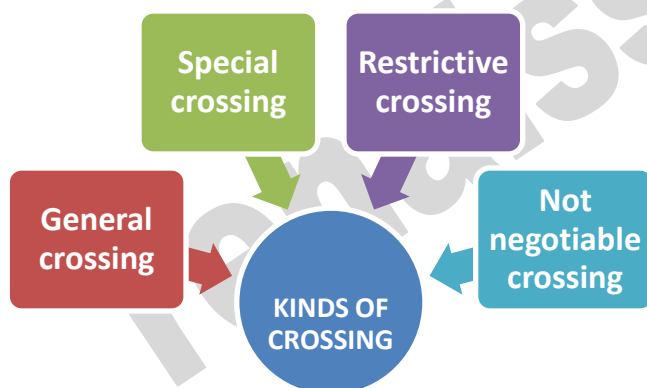 Special
crossing
Restrictive
crossing
General
crossing
Not
negotiable
crossing
KINDS OF
CROSSING